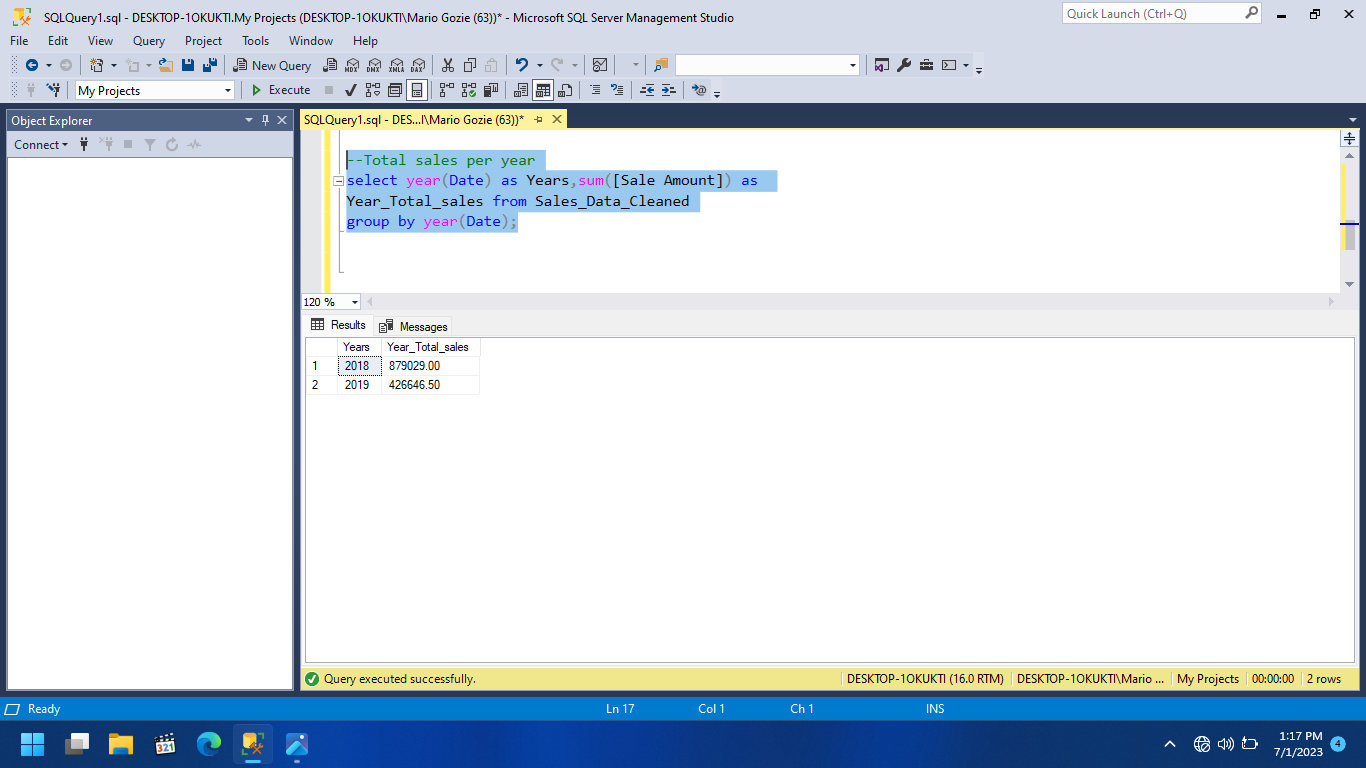 SQLQuery1.sql - DESKTOP-1OKUKTI.My Projects (DESKTOP-1OKUKTI\Mario Gozie (63))* - Microsoft SQL Server Management Studio
Quick Launch (Ctrl+Q)
File Edit View Query Project Tools Window Help
New Query MDX DMX XMLA DAX
My Projects Execute
Object Explorer
SQLQuery1.sql - DES...I\Mario Gozie (63))*
Connect
--Total sales per year
select year(Date) as Years,sum([Sale Amount]) as
Year_Total_sales from Sales_Data_Cleaned
group by year(Date);
120 %
Results Messages
Years Year_Total_sales
1 2018 879029.00
2 2019 426646.50
Query executed successfully. DESKTOP-1OKUKTI (16.0 RTM) DESKTOP-1OKUKTI\Mario ... My Projects 00:00:00 2 rows
Ready Ln 17 Col 1 Ch 1 INS
321
1:17 PM
7/1/2023
4